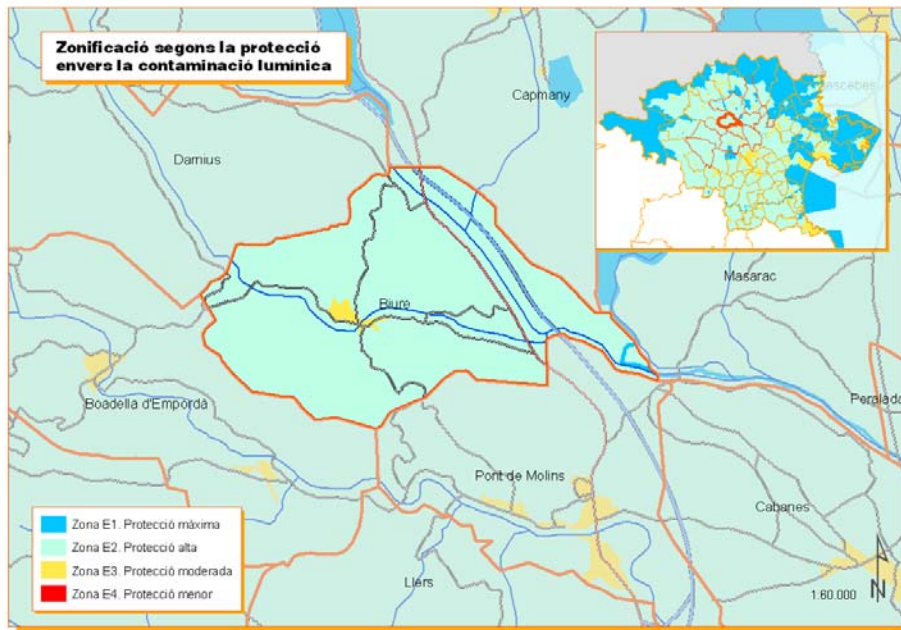 Zonificació segons la protecció
envers la contaminació lumínica
Capmany
Darnius
Masarac
Biure
Peralada
Boadella d'Empordà
Pont de Molins
Cabanes
Llers
Zona E1. Protecció màxima
Zona E2. Protecció alta
Zona E3. Protecció moderada
Zona E4. Protecció menor
1:60.000
N